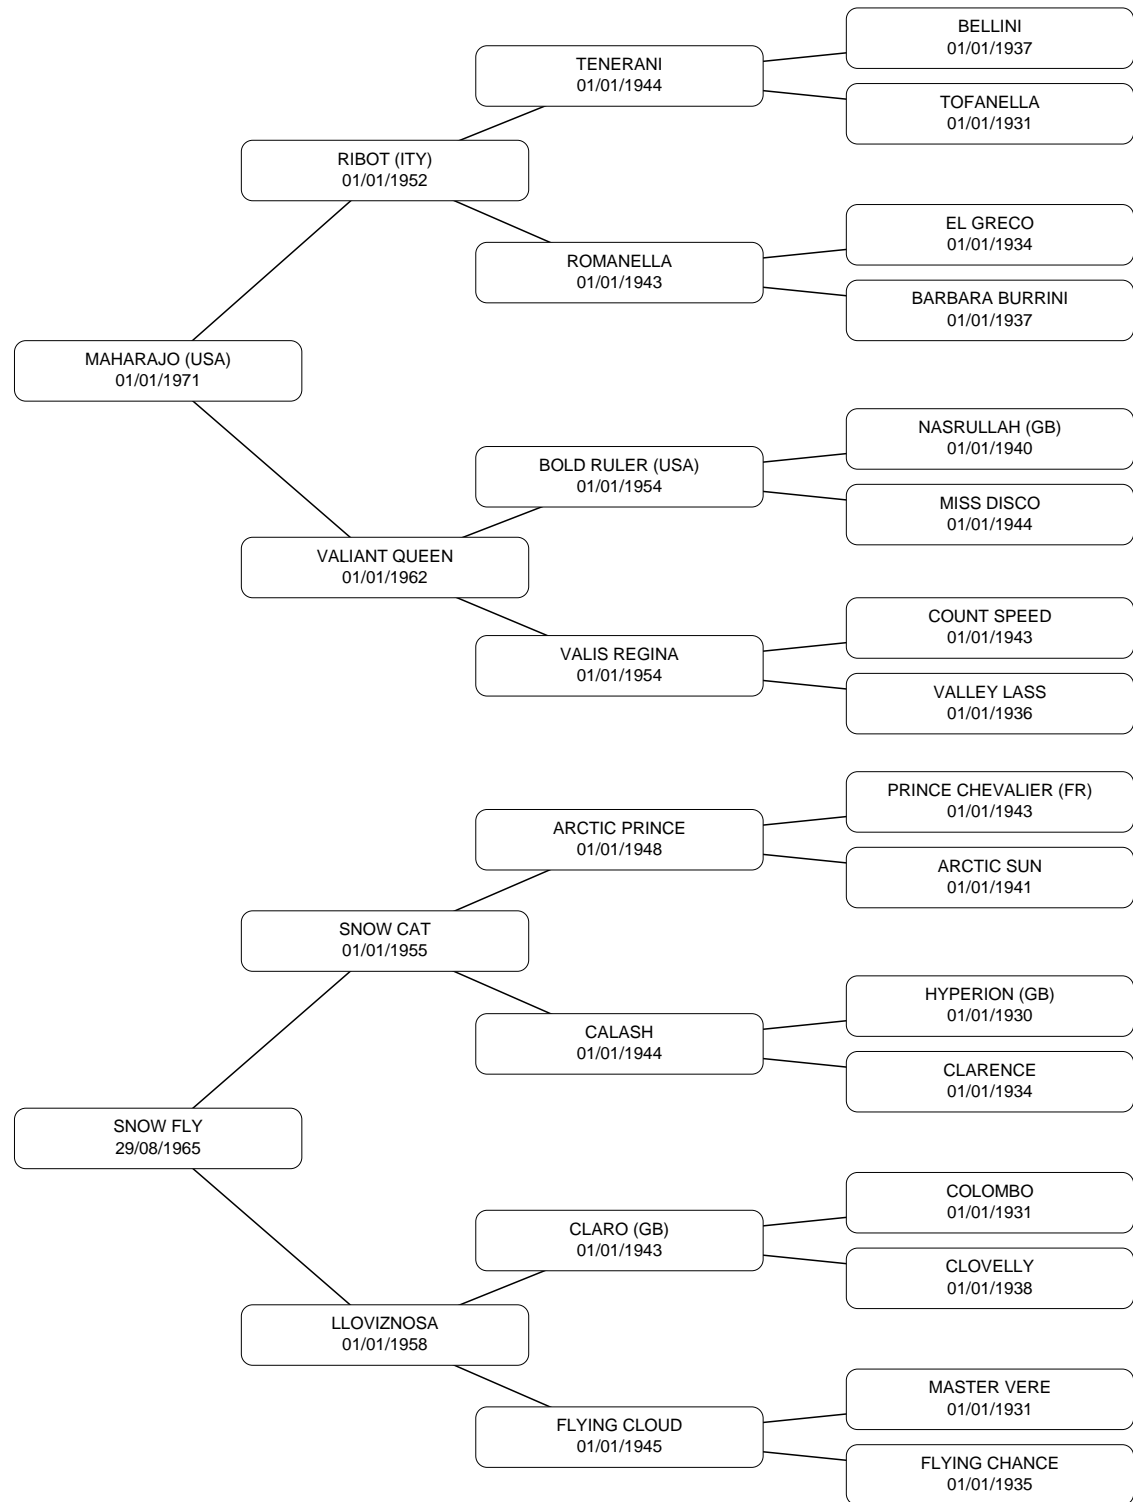 BELLINI
01/01/1937
TENERANI
01/01/1944
TOFANELLA
01/01/1931
RIBOT (ITY)
01/01/1952
EL GRECO
01/01/1934
ROMANELLA
01/01/1943
BARBARA BURRINI
01/01/1937
MAHARAJO (USA)
01/01/1971
NASRULLAH (GB)
01/01/1940
BOLD RULER (USA)
01/01/1954
MISS DISCO
01/01/1944
VALIANT QUEEN
01/01/1962
COUNT SPEED
01/01/1943
VALIS REGINA
01/01/1954
VALLEY LASS
01/01/1936
PRINCE CHEVALIER (FR)
01/01/1943
ARCTIC PRINCE
01/01/1948
ARCTIC SUN
01/01/1941
SNOW CAT
01/01/1955
HYPERION (GB)
01/01/1930
CALASH
01/01/1944
CLARENCE
01/01/1934
SNOW FLY
29/08/1965
COLOMBO
01/01/1931
CLARO (GB)
01/01/1943
CLOVELLY
01/01/1938
LLOVIZNOSA
01/01/1958
MASTER VERE
01/01/1931
FLYING CLOUD
01/01/1945
FLYING CHANCE
01/01/1935